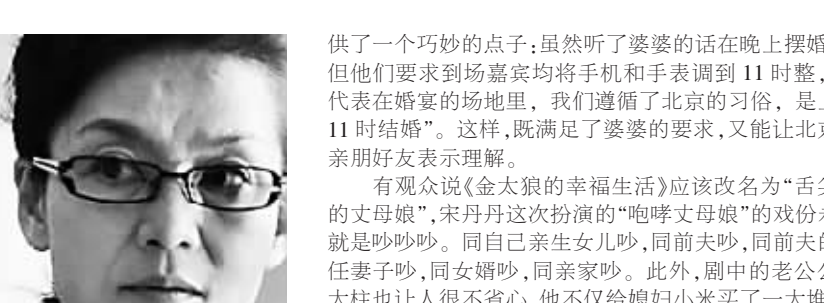 供了一个巧妙的点子:虽然听了婆婆的话在晚上摆婚
但他们要求到场嘉宾均将手机和手表调到 11 时整,
代表在婚宴的场地里，我们遵循了北京的习俗，是
11 时结婚”。这样,既满足了婆婆的要求,又能让北京
亲朋好友表示理解。
有观众说《金太狼的幸福生活》应该改名为“舌尖
的丈母娘”,宋丹丹这次扮演的“咆哮丈母娘”的戏份
就是吵吵吵。同自己亲生女儿吵,同前夫吵,同前夫的
任妻子吵,同女婿吵,同亲家吵。此外,剧中的老公公
大柱也让人很不省心,他不仅给媳妇小米买了一大堆